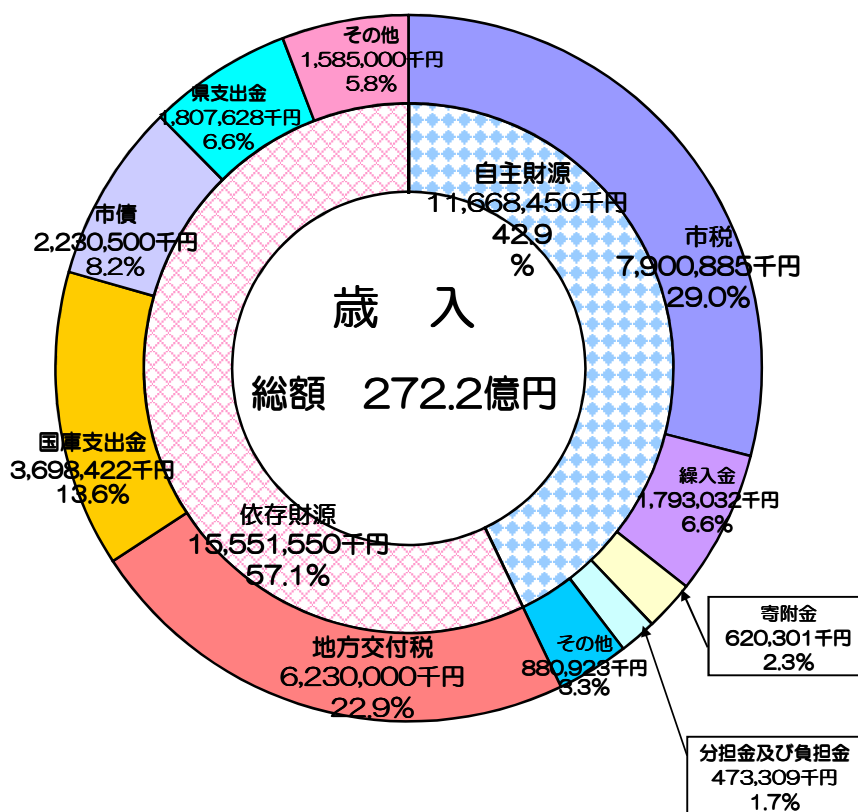 その他
1,585,000千円
5.8%
県支出金
1,807,628千円
6.6%
市債
2,230,500千円
8.2%
国庫支出金
3,698,422千円
13.6%
地方交付税
6,230,000千円
22.9%
自主財源
11,668,450千円
42.9
%
市税
7,900,885千円
29.0%
歳 入
総額 272.2億円
依存財源
15,551,550千円
57.1%
繰入金
1,793,032千円
6.6%
寄附金
620,301千円
2.3%
その他
880,923千円
3.3%
分担金及び負担金
473,309千円
1.7%